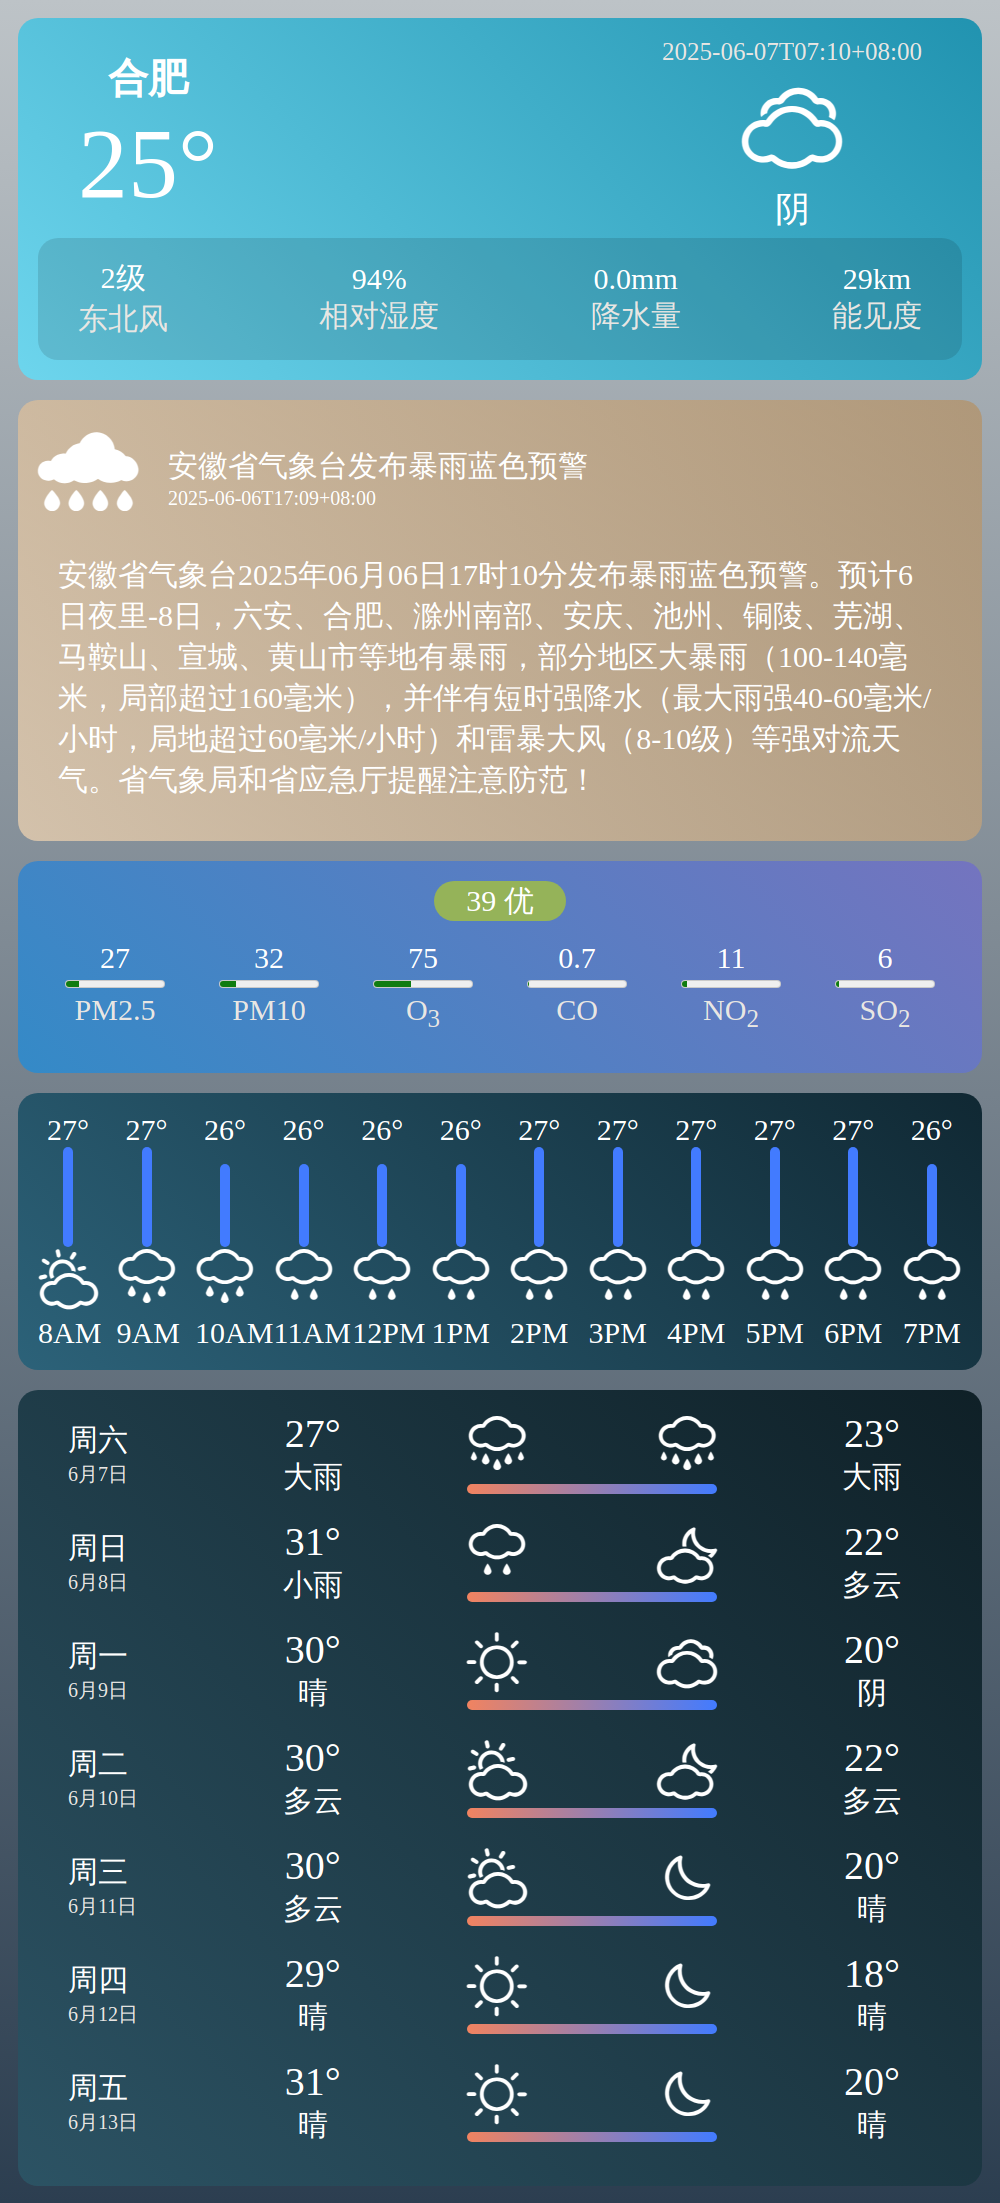 合肥
2025-06-07T07:10+08:00
25°
阴
2级 94% 0.0mm 29km
东北风 相对湿度 降水量 能见度
安徽省气象台发布暴雨蓝色预警
2025-06-06T17:09+08:00
安徽省气象台2025年06月06日17时10分发布暴雨蓝色预警。预计6
日夜里-8日，六安、合肥、滁州南部、安庆、池州、铜陵、芜湖、
马鞍山、宣城、黄山市等地有暴雨，部分地区大暴雨（100-140毫
米，局部超过160毫米），并伴有短时强降水（最大雨强40-60毫米/
小时，局地超过60毫米/小时）和雷暴大风（8-10级）等强对流天
气。省气象局和省应急厅提醒注意防范！
39 优
27 32 75 0.7 11 6
PM2.5 PM10 O3 CO NO2 SO2
27° 27° 26° 26° 26° 26° 27° 27° 27° 27° 27° 26°
8AM 9AM 10AM 11AM 12PM 1PM 2PM 3PM 4PM 5PM 6PM 7PM
周六 27° 23°
6月7日 大雨 大雨
周日 31° 22°
6月8日 小雨 多云
周一 30° 20°
6月9日 晴 阴
周二 30° 22°
6月10日 多云 多云
周三 30° 20°
6月11日 多云 晴
周四 29° 18°
6月12日 晴 晴
周五 31° 20°
6月13日 晴 晴